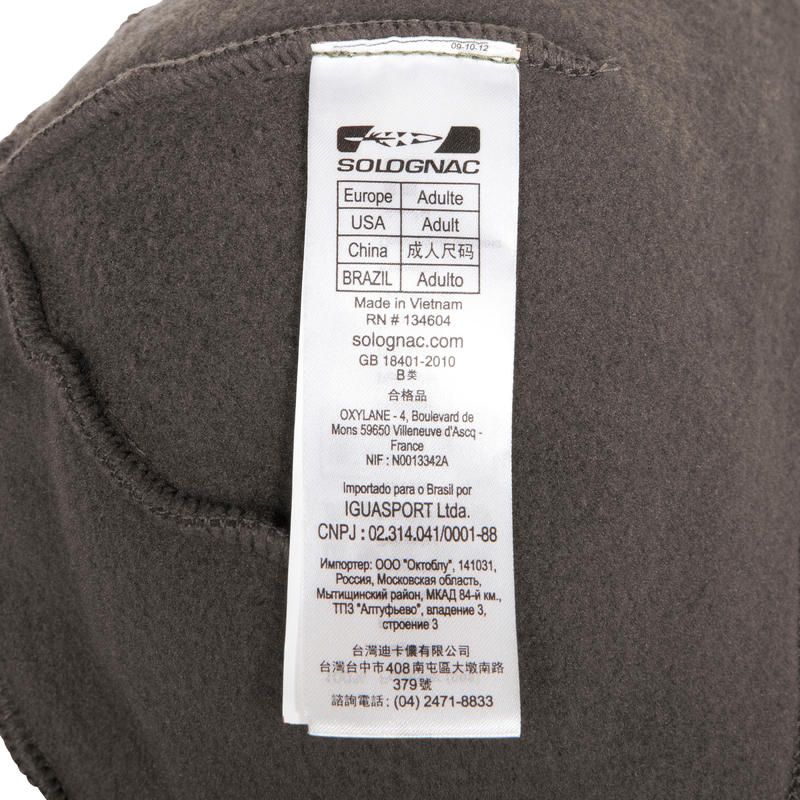 09-10-12
SOLOGNAC
Europe Adulte
USA Adult
China 成人尺码
BRAZIL Adulto
Made in Vietnam
RN # 134604
solognac.com
GB 18401-2010
B类
合格品
OXYLANE - 4, Boulevard de
Mons 59650 Villeneuve d'Ascq -
France
NIF : N0013342A
Importado para o Brasil por
IGUASPORT Ltda.
CNPJ : 02.314.041/0001-88
Импортер: ООО "Октоблу", 141031,
Россия, Московская область,
Мытищинский район, МКАД 84-й км.,
ТПЗ "Алтуфьево", владение 3,
строение 3
台灣迪卡儂有限公司
台灣台中市408南屯區大墩南路
379號
諮詢電話: (04) 2471-8833